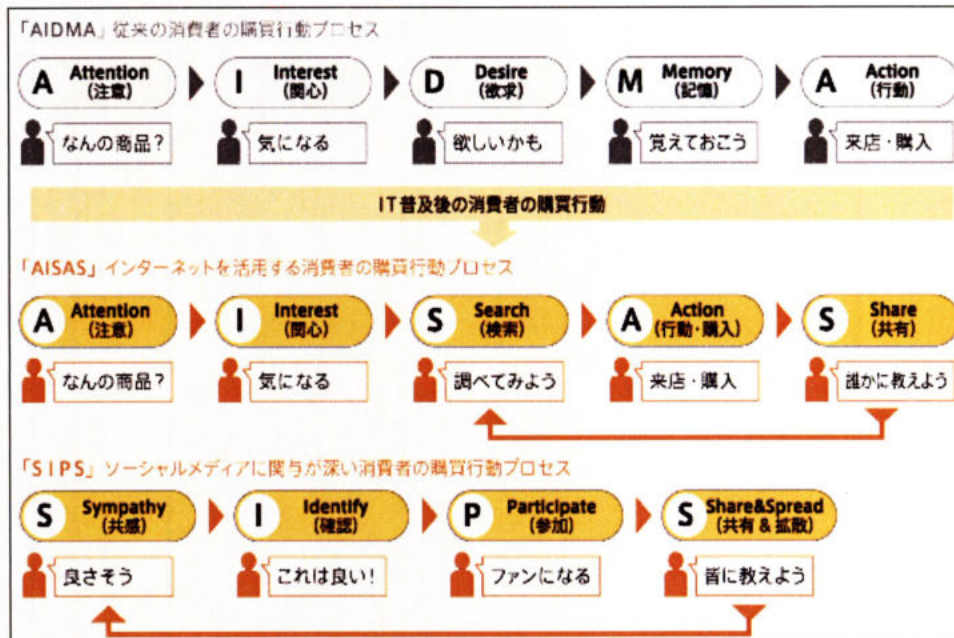 「AIDMA」従来の消費者の購買行動プロセス
A Attention (注意)
I Interest (関心)
D Desire (欲求)
M Memory (記憶)
A Action (行動)
なんの商品？
気になる
欲しいかも
覚えておこう
来店・購入
IT普及後の消費者の購買行動
「AISAS」インターネットを活用する消費者の購買行動プロセス
A Attention (注意)
I Interest (関心)
S Search (検索)
A Action (行動・購入)
S Share (共有)
なんの商品？
気になる
調べてみよう
来店・購入
誰かに教えよう
「SIPS」ソーシャルメディアに関与が深い消費者の購買行動プロセス
S Sympathy (共感)
I Identify (確認)
P Participate (参加)
S Share&Spread (共有 & 拡散)
良さそう
これは良い！
ファンになる
皆に教えよう